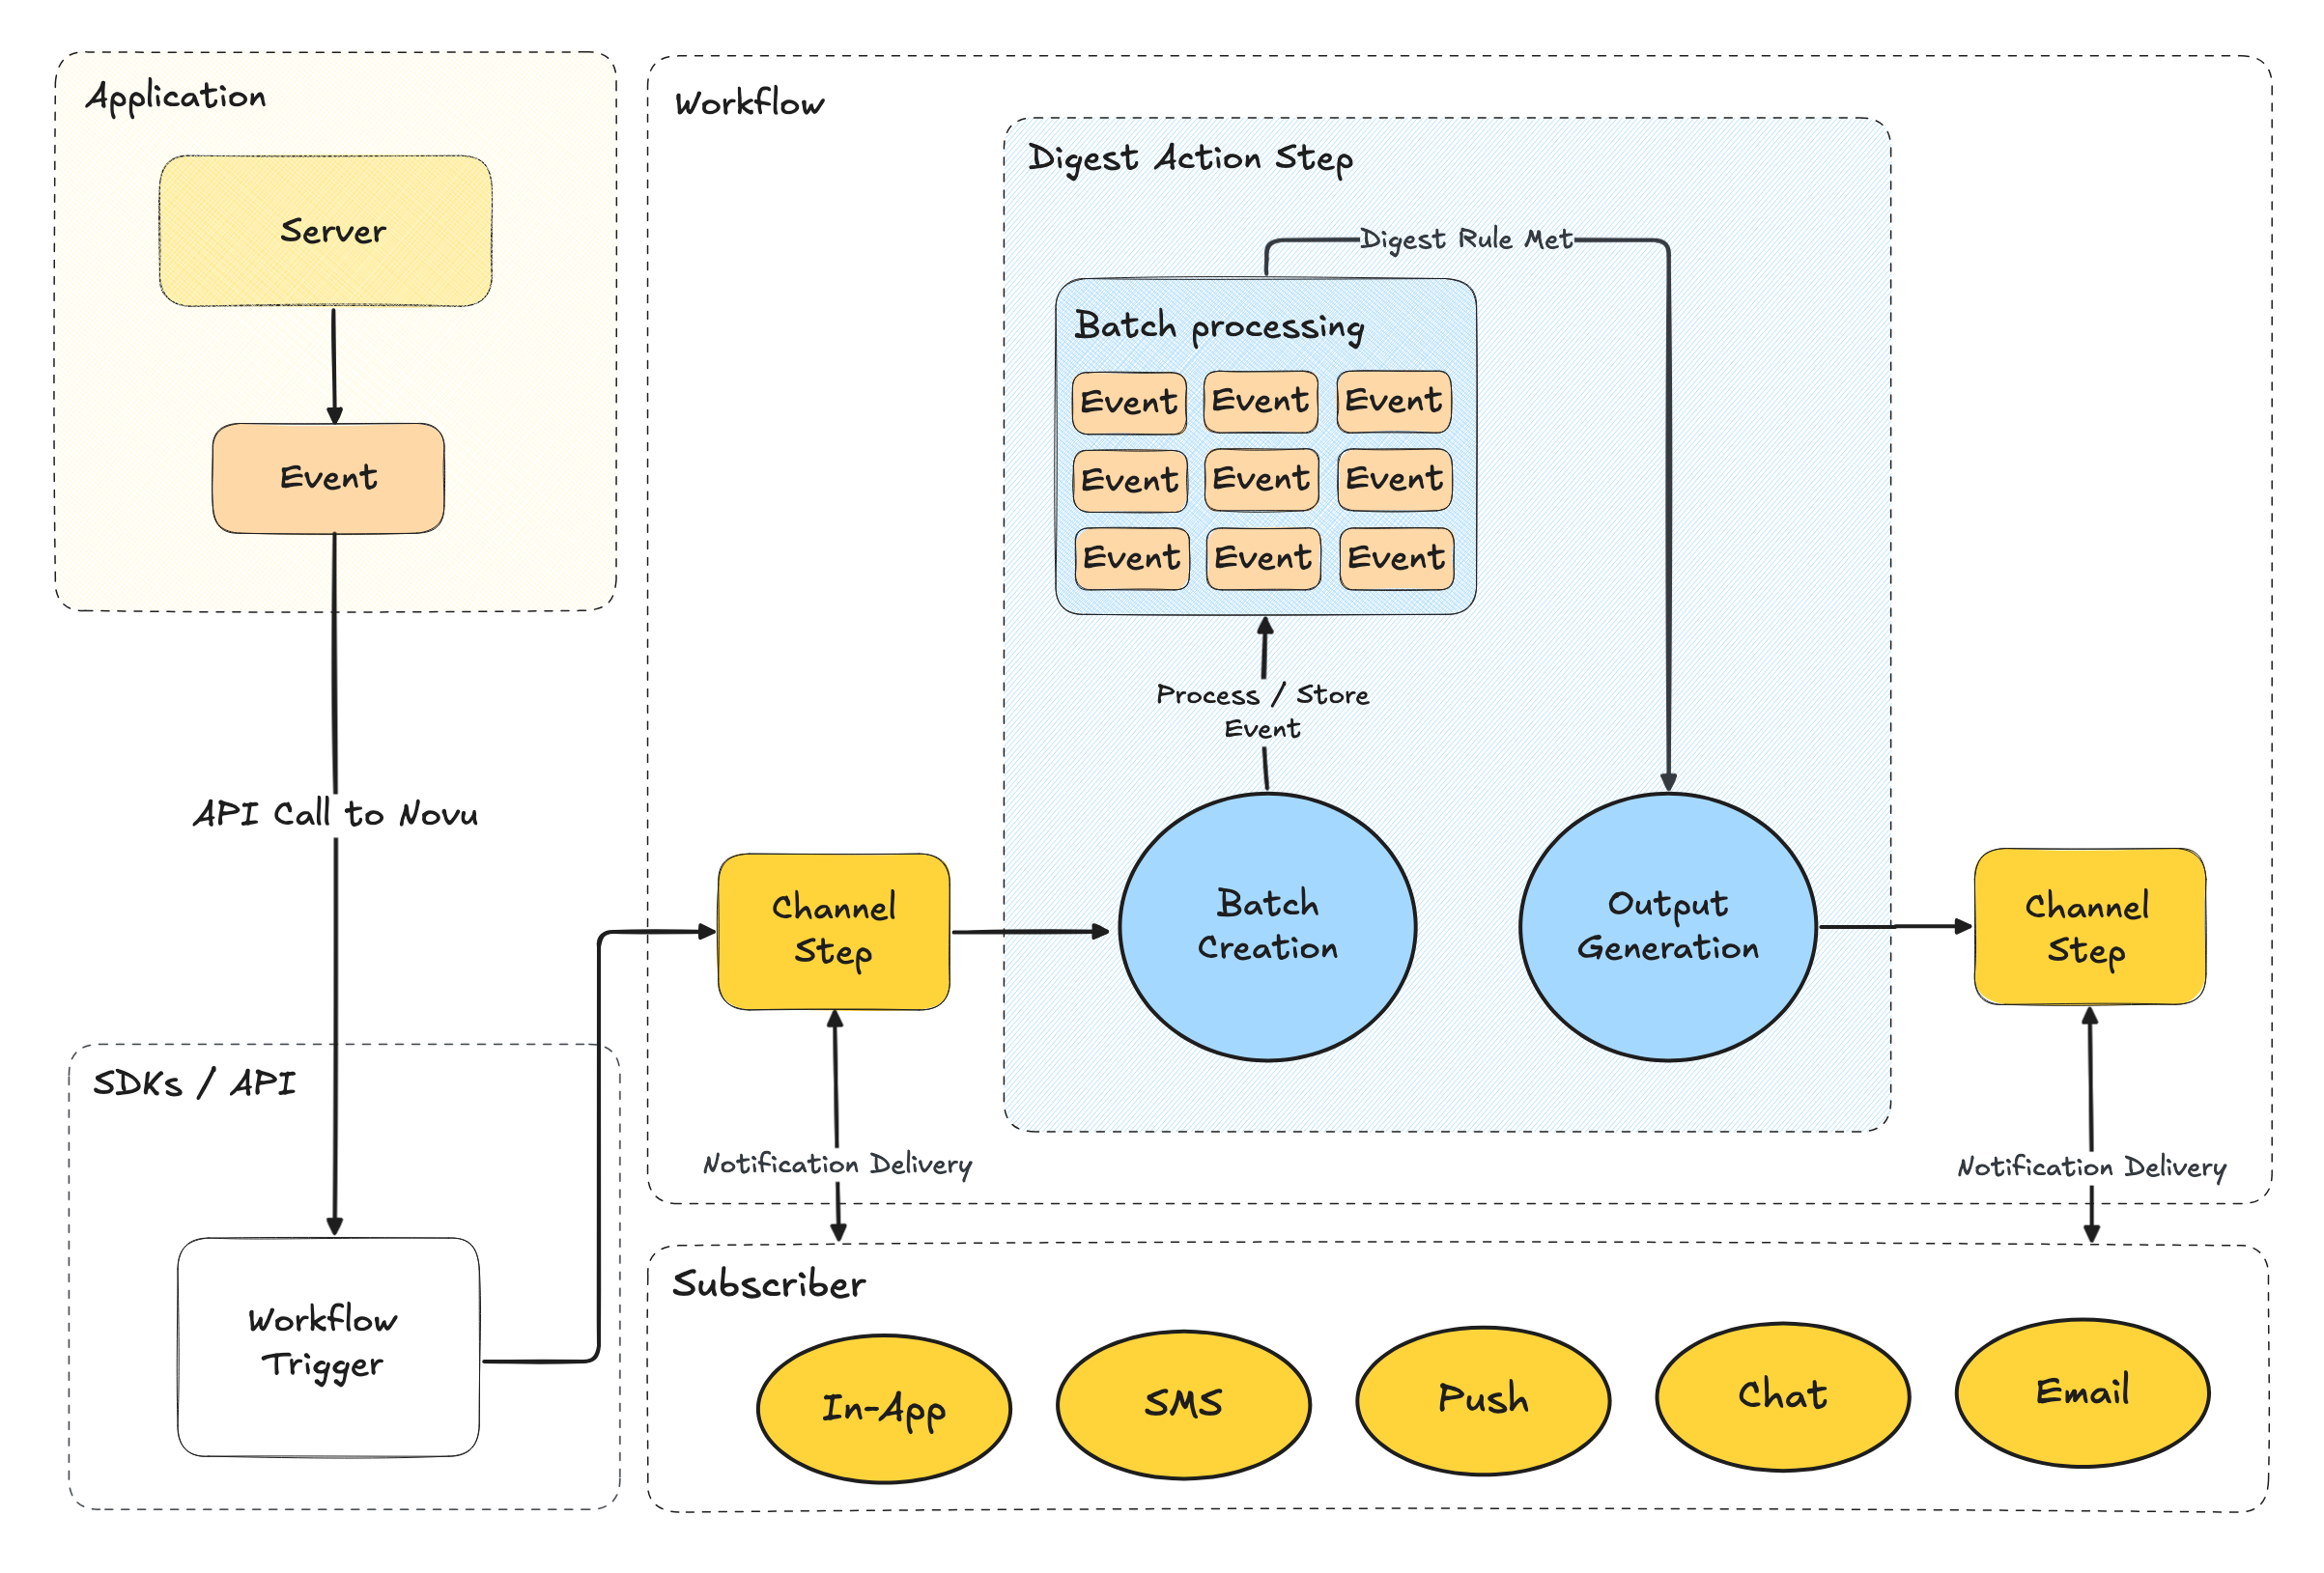 Application
Server
Event
API Call to Novu
SDKs / API
Workflow
Trigger
Workflow
Channel
Step
Notification Delivery
Digest Action Step
Digest Rule Met
Batch processing
Event Event Event
Event Event Event
Event Event Event
Process / Store
Event
Batch
Creation
Output
Generation
Channel
Step
Notification Delivery
Subscriber
In-App
SMS
Push
Chat
Email